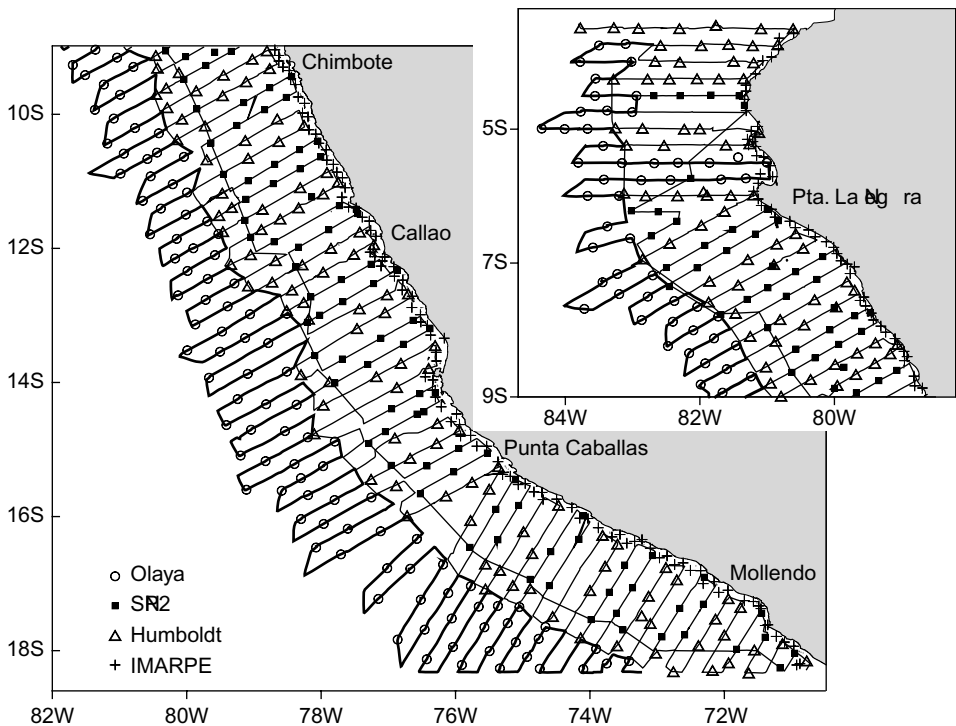 Chimbote
10S
5S
Pta. La
ra
Callao
12S
7S
14S
9S
84W 82W 80W
Punta Caballas
16S
Mollendo
Olaya
Humboldt
IMARPE
18S
82W 80W 78W 76W 74W 72W